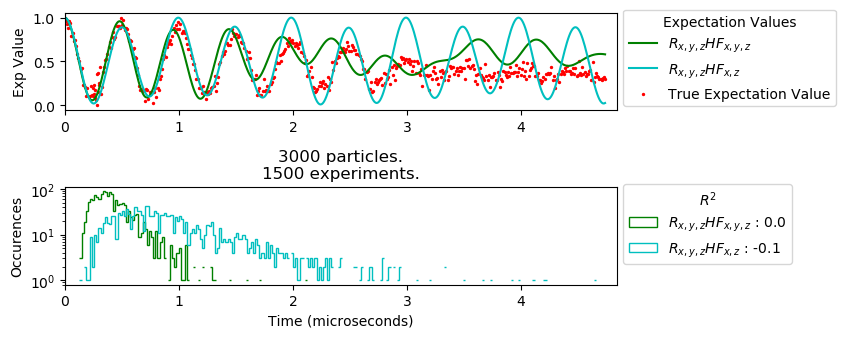 Exp Value
1.0
0.5
0.0
0 1 2 3 4
Expectation Values
R_{x,y,z}HF_{x,y,z}
R_{x,y,z}HF_{x,z}
True Expectation Value
3000 particles.
1500 experiments.
Occurences
10^2
10^1
10^0
0 1 2 3 4
Time (microseconds)
R^2
R_{x,y,z}HF_{x,y,z} : 0.0
R_{x,y,z}HF_{x,z} : -0.1